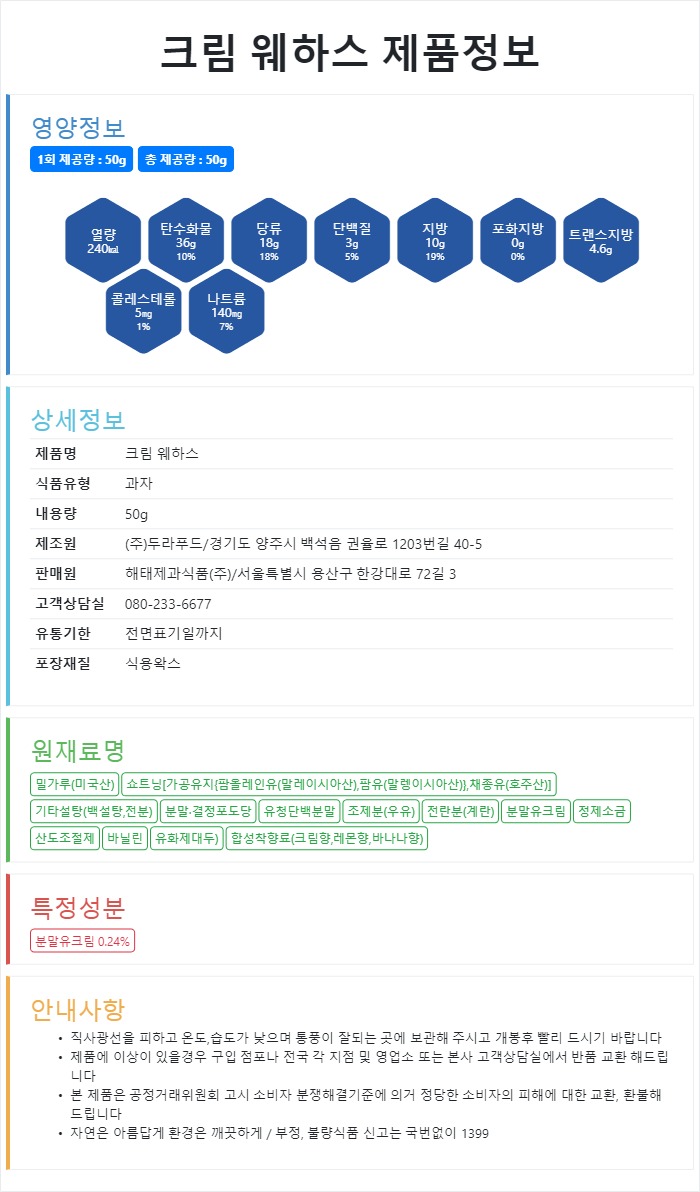 크림 웨하스 제품정보
영양정보
1회 제공량 : 50g 총 제공량 : 50g
열량
240㎉
탄수화물
36g
10%
당류
18g
18%
단백질
3g
5%
지방
10g
19%
포화지방
0g
0%
트랜스지방
4.6g
콜레스테롤
5㎎
1%
나트륨
140㎎
7%
상세정보
제품명 크림 웨하스
식품유형 과자
내용량 50g
제조원 (주)두라푸드/경기도 양주시 백석읍 권율로 1203번길 40-5
판매원 해태제과식품(주)/서울특별시 용산구 한강대로 72길 3
고객상담실 080-233-6677
유통기한 전면표기일까지
포장재질 식용왁스
원재료명
밀가루(미국산) 쇼트닝[가공유지{팜올레인유(말레이시아산),팜유(말렝이시아산)},채종유(호주산)]
기타설탕(백설탕,전분) 분말·결정포도당 유청단백분말 조제분(우유) 전란분(계란) 분말유크림 정제소금
산도조절제 바닐린 유화제대두) 합성착향료(크림향,레몬향,바나나향)
특정성분
분말유크림 0.24%
안내사항
• 직사광선을 피하고 온도,습도가 낮으며 통풍이 잘되는 곳에 보관해 주시고 개봉후 빨리 드시기 바랍니다
• 제품에 이상이 있을경우 구입 점포나 전국 각 지점 및 영업소 또는 본사 고객상담실에서 반품 교환 해드립
니다
• 본 제품은 공정거래위원회 고시 소비자 분쟁해결기준에 의거 정당한 소비자의 피해에 대한 교환, 환불해
드립니다
• 자연은 아름답게 환경은 깨끗하게 / 부정, 불량식품 신고는 국번없이 1399